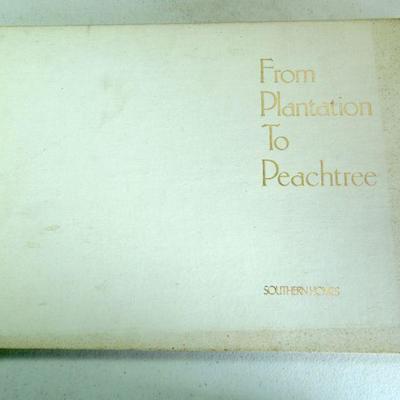 From
Plantation
To
Peachtree
SOUTHERN HOMES